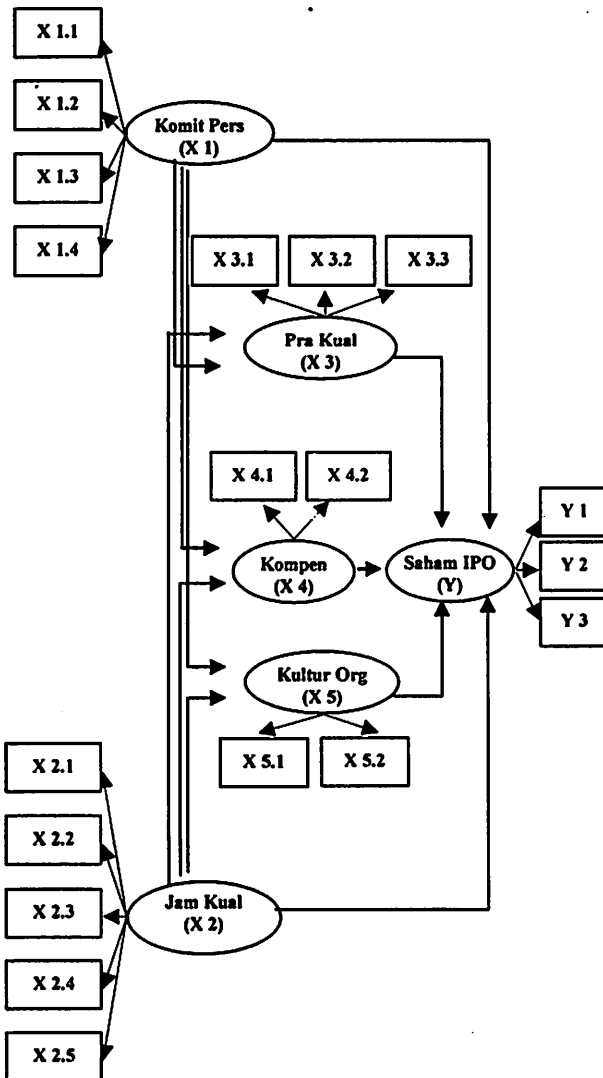 X 1.1
X 1.2
Komit Pers
(X 1)
X 1.3
X 1.4
X 3.1
X 3.2
X 3.3
Pra Kual
(X 3)
X 4.1
X 4.2
Kompen
(X 4)
Saham IPO
(Y)
Y 1
Y 2
Y 3
Kultur Org
(X 5)
X 5.1
X 5.2
X 2.1
X 2.2
Jam Kual
(X 2)
X 2.3
X 2.4
X 2.5